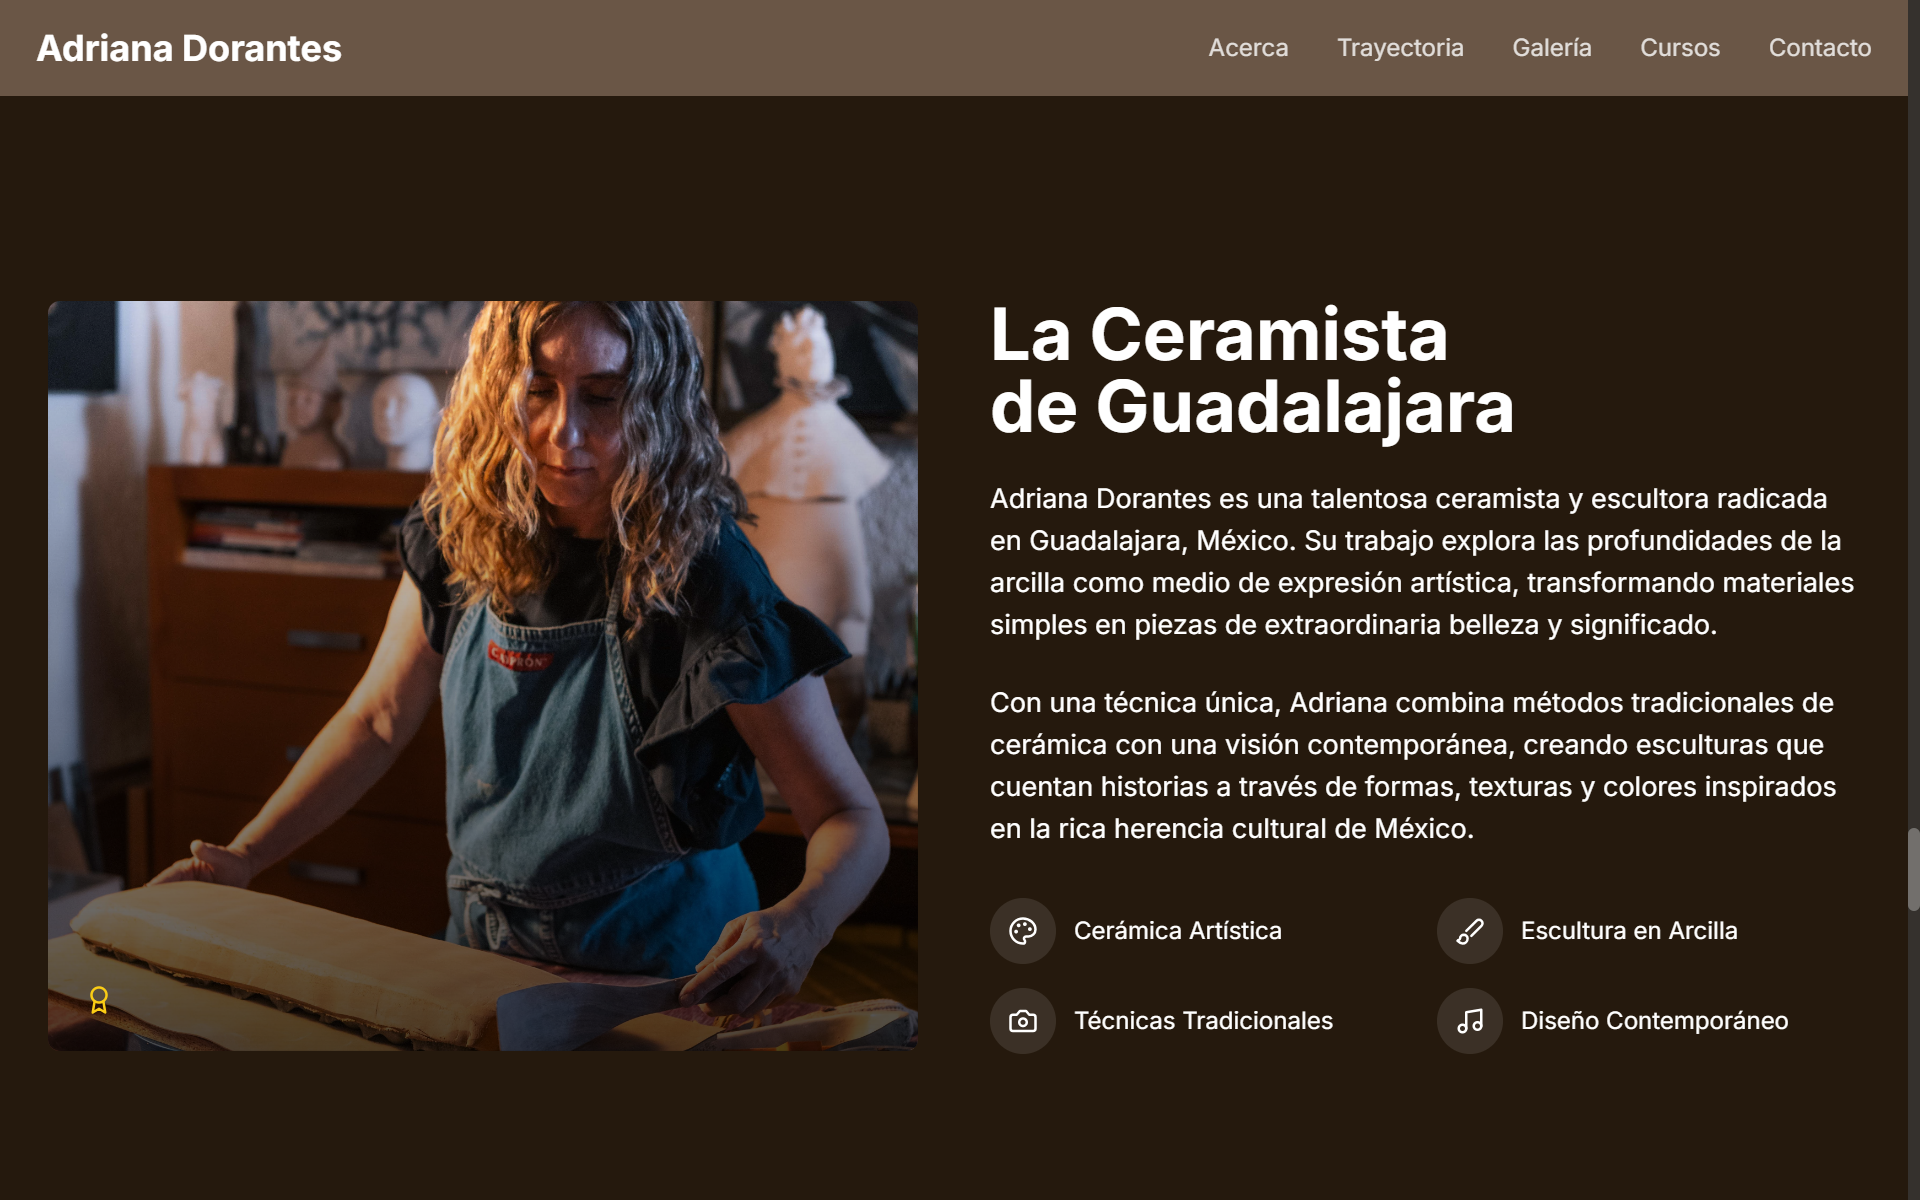 Adriana Dorantes
Acerca
Trayectoria
Galería
Cursos
Contacto
La Ceramista
de Guadalajara
Adriana Dorantes es una talentosa ceramista y escultora radicada
en Guadalajara, México. Su trabajo explora las profundidades de la
arcilla como medio de expresión artística, transformando materiales
simples en piezas de extraordinaria belleza y significado.
Con una técnica única, Adriana combina métodos tradicionales de
cerámica con una visión contemporánea, creando esculturas que
cuentan historias a través de formas, texturas y colores inspirados
en la rica herencia cultural de México.
Cerámica Artística
Escultura en Arcilla
Técnicas Tradicionales
Diseño Contemporáneo